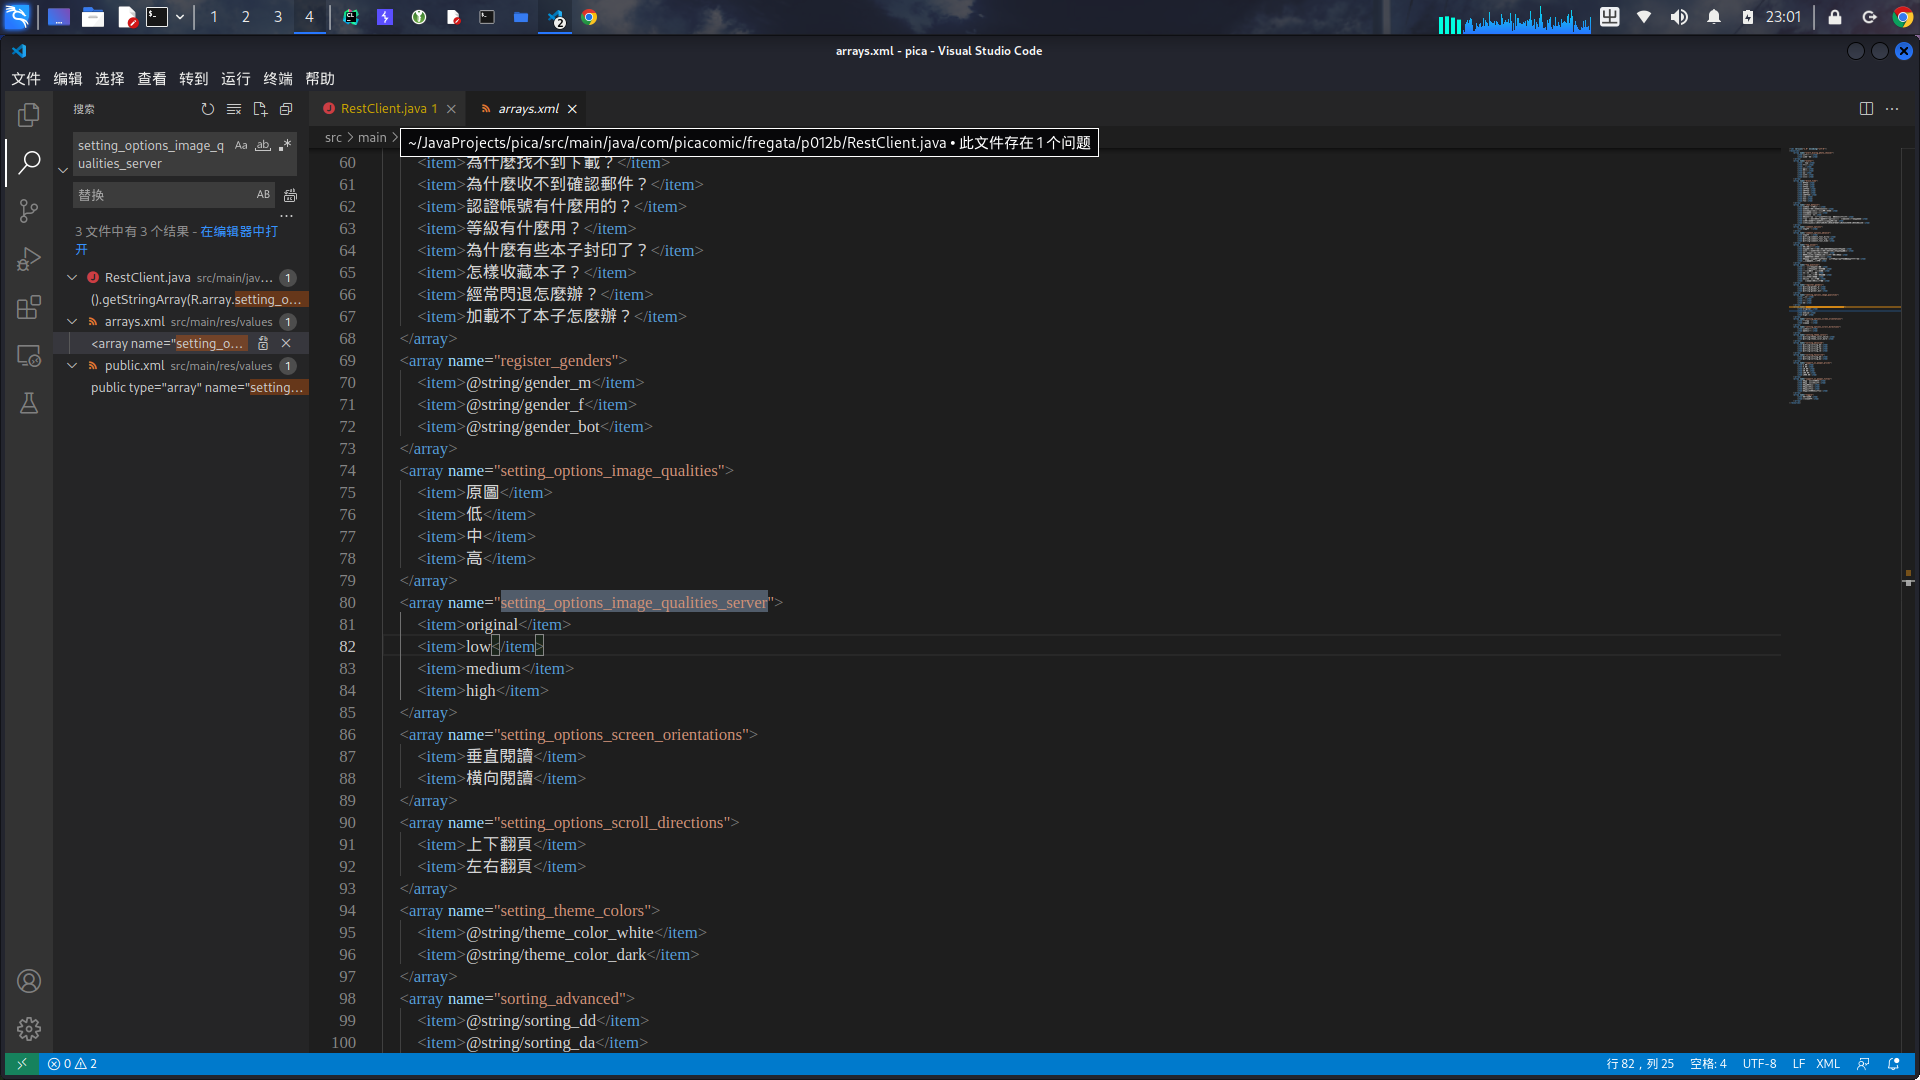 1 2 3 4 2 23:01
arrays.xml - pica - Visual Studio Code
文件 编辑 选择 查看 转到 运行 终端 帮助
搜索
RestClient.java 1
arrays.xml
setting_options_image_q
ualities_server
Aa ab .*
替换
AB
3 文件中有 3 个结果 - 在编辑器中打
开
RestClient.java src/main/jav... 1
().getStringArray(R.array.setting_o...
arrays.xml src/main/res/values 1
<array name="setting_o...
public.xml src/main/res/values 1
public type="array" name="setting...
src > main >
~/JavaProjects/pica/src/main/java/com/picacomic/fregata/p012b/RestClient.java • 此文件存在 1 个问题
60 <item>為什麼找不到下載？</item>
61 <item>為什麼收不到確認郵件？</item>
62 <item>認證帳號有什麼用的？</item>
63 <item>等級有什麼用？</item>
64 <item>為什麼有些本子封印了？</item>
65 <item>怎樣收藏本子？</item>
66 <item>經常閃退怎麼辦？</item>
67 <item>加載不了本子怎麼辦？</item>
68 </array>
69 <array name="register_genders">
70 <item>@string/gender_m</item>
71 <item>@string/gender_f</item>
72 <item>@string/gender_bot</item>
73 </array>
74 <array name="setting_options_image_qualities">
75 <item>原圖</item>
76 <item>低</item>
77 <item>中</item>
78 <item>高</item>
79 </array>
80 <array name="setting_options_image_qualities_server">
81 <item>original</item>
82 <item>low</item>
83 <item>medium</item>
84 <item>high</item>
85 </array>
86 <array name="setting_options_screen_orientations">
87 <item>垂直閱讀</item>
88 <item>橫向閱讀</item>
89 </array>
90 <array name="setting_options_scroll_directions">
91 <item>上下翻頁</item>
92 <item>左右翻頁</item>
93 </array>
94 <array name="setting_theme_colors">
95 <item>@string/theme_color_white</item>
96 <item>@string/theme_color_dark</item>
97 </array>
98 <array name="sorting_advanced">
99 <item>@string/sorting_dd</item>
100 <item>@string/sorting_da</item>
0 2 行 82，列 25 空格: 4 UTF-8 LF XML